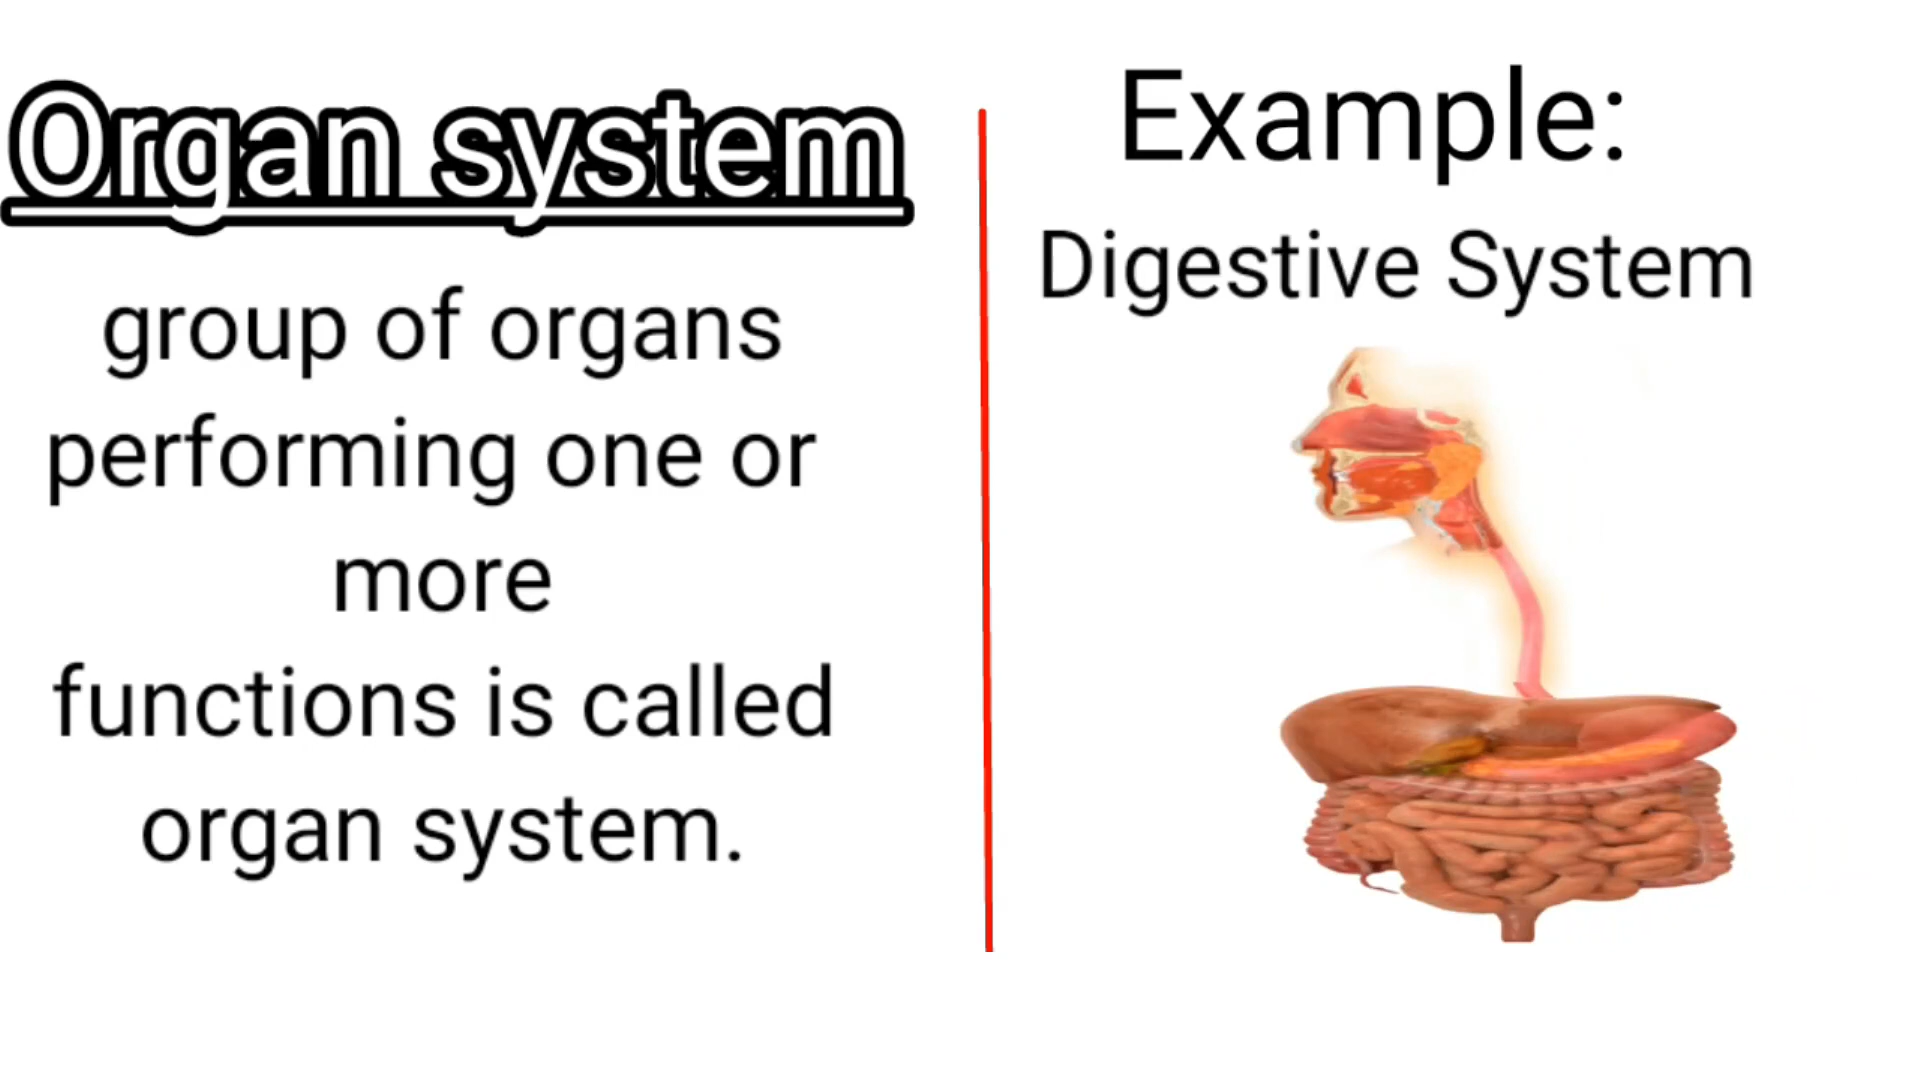 Organ system
group of organs
performing one or
more
functions is called
organ system.
Example:
Digestive System